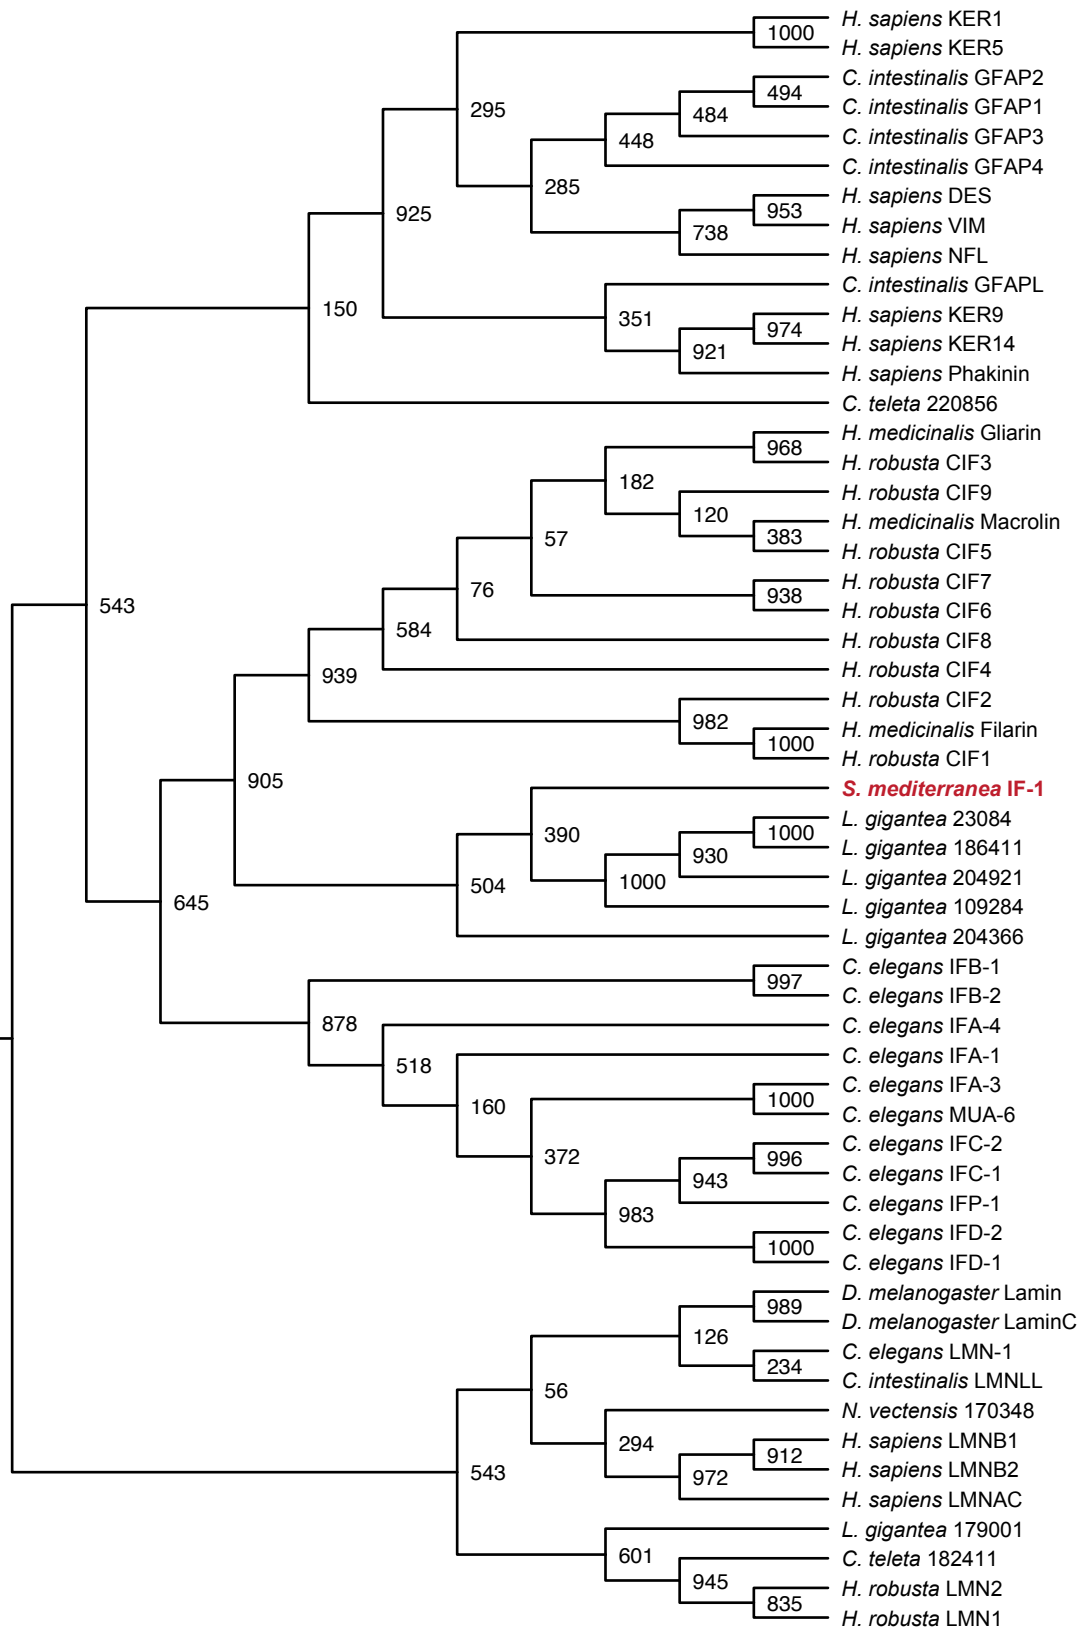 H. sapiens KER1
1000
H. sapiens KER5
C. intestinalis GFAP2
494
295
C. intestinalis GFAP1
484
C. intestinalis GFAP3
448
C. intestinalis GFAP4
285
H. sapiens DES
953
925
H. sapiens VIM
738
H. sapiens NFL
C. intestinalis GFAPL
150
H. sapiens KER9
351
974
H. sapiens KER14
921
H. sapiens Phakinin
C. teleta 220856
H. medicinalis Gliarin
968
H. robusta CIF3
182
H. robusta CIF9
120
H. medicinalis Macrolin
57
383
H. robusta CIF5
H. robusta CIF7
76
938
543
H. robusta CIF6
584
H. robusta CIF8
H. robusta CIF4
939
H. robusta CIF2
982
H. medicinalis Filarin
1000
H. robusta CIF1
905
S. mediterranea IF-1
L. gigantea 23084
390
1000
L. gigantea 186411
930
L. gigantea 204921
504
1000
645
L. gigantea 109284
L. gigantea 204366
C. elegans IFB-1
997
C. elegans IFB-2
878
C. elegans IFA-4
C. elegans IFA-1
518
C. elegans IFA-3
1000
160
C. elegans MUA-6
C. elegans IFC-2
372
996
C. elegans IFC-1
943
C. elegans IFP-1
983
C. elegans IFD-2
1000
C. elegans IFD-1
D. melanogaster Lamin
989
D. melanogaster LaminC
126
C. elegans LMN-1
234
C. intestinalis LMNLL
56
N. vectensis 170348
H. sapiens LMNB1
294
912
H. sapiens LMNB2
543
972
H. sapiens LMNAC
L. gigantea 179001
601
C. teleta 182411
945
H. robusta LMN2
835
H. robusta LMN1